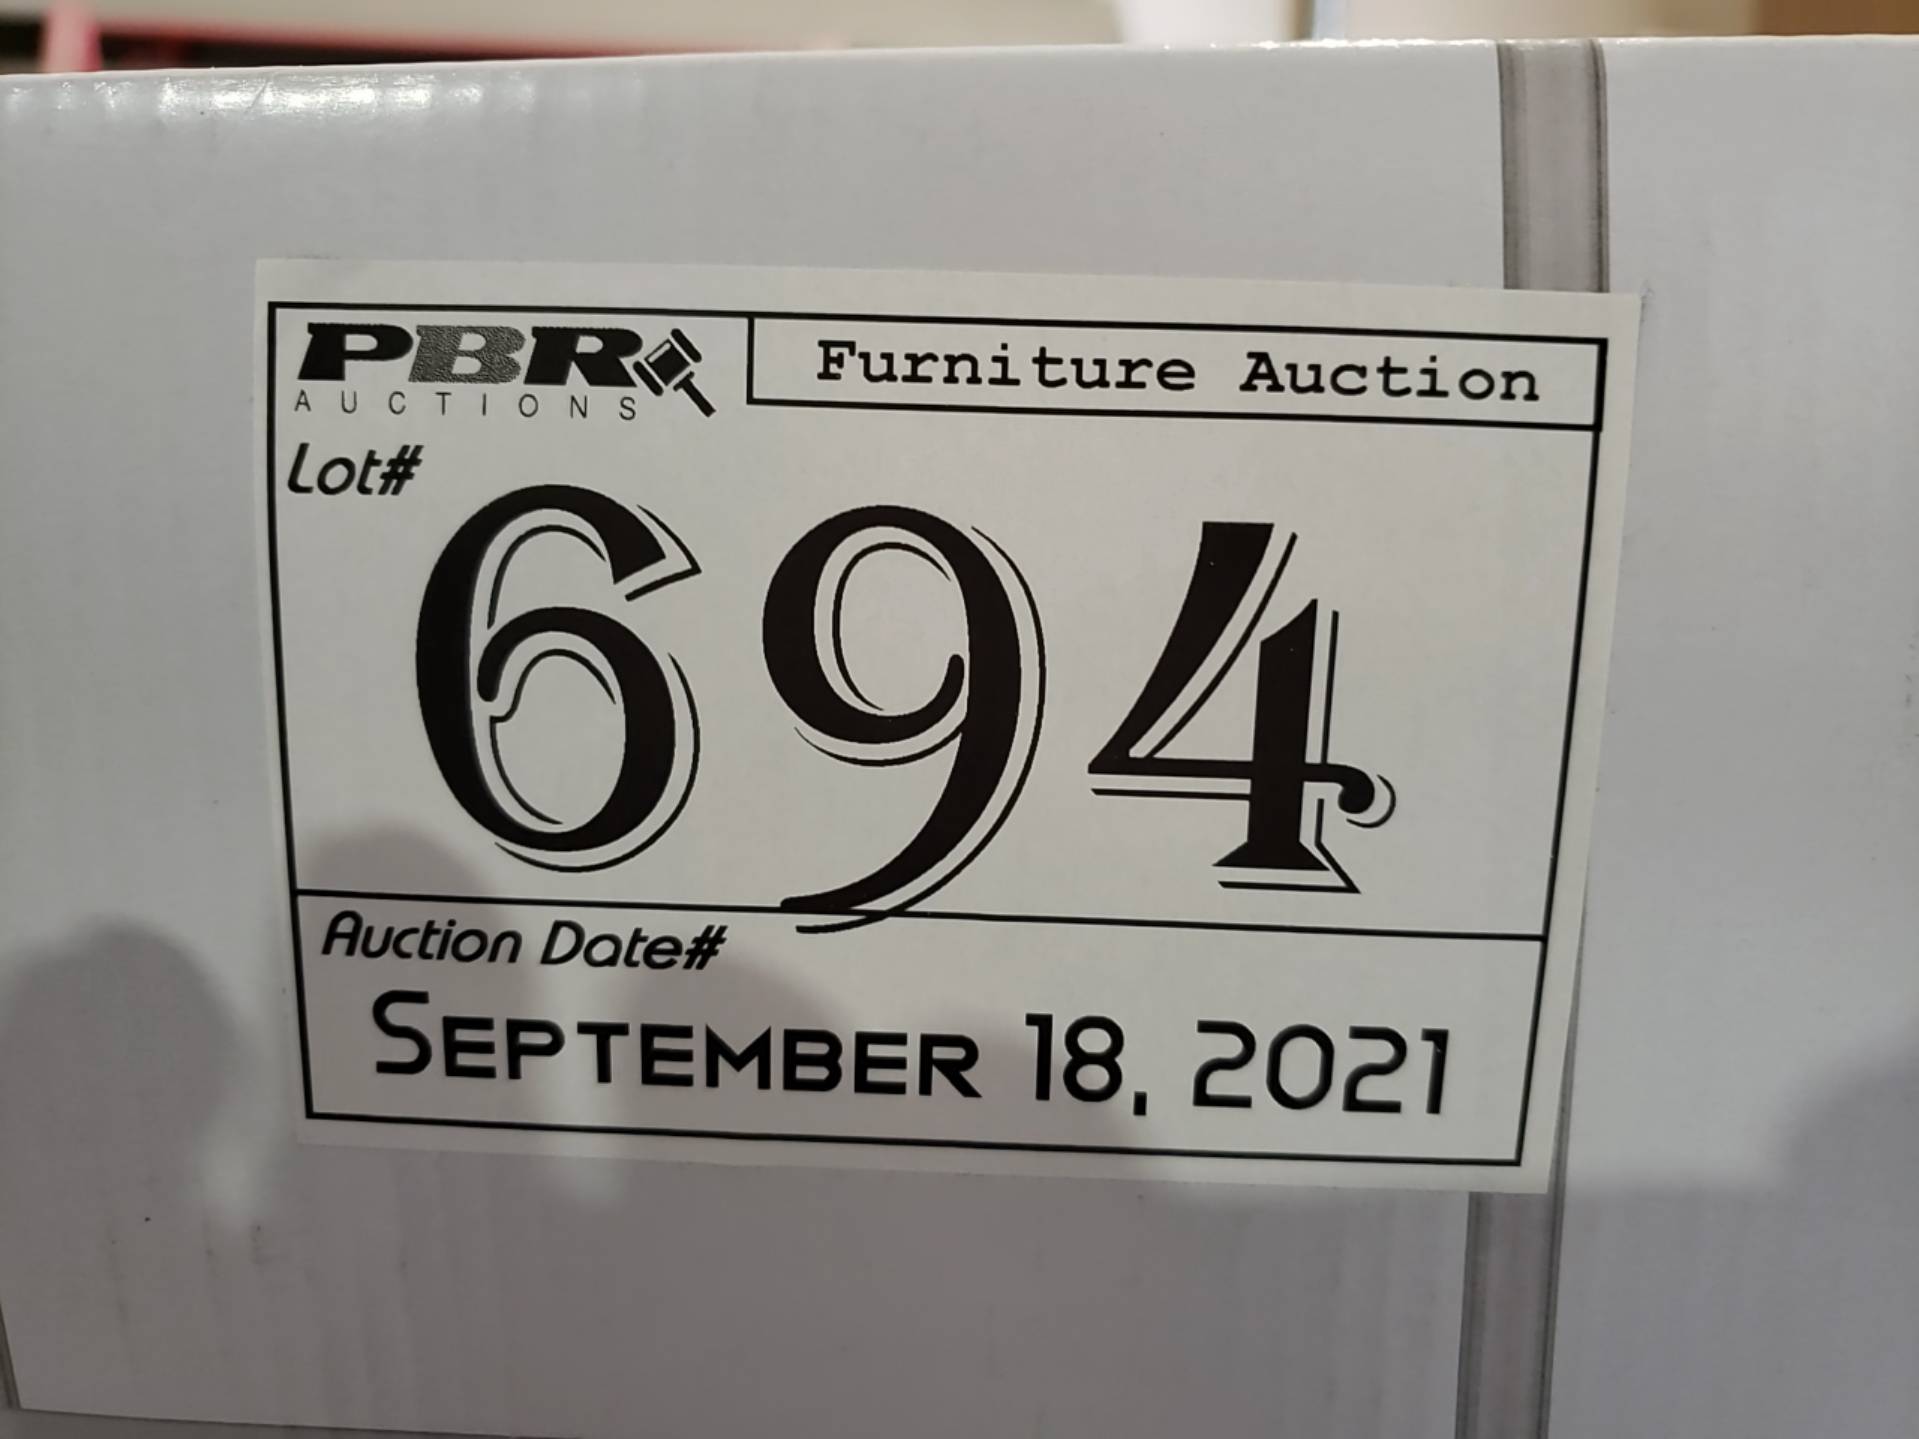 PBR
AUCTIONS
Furniture Auction
Lot#
694
Auction Date#
SEPTEMBER 18, 2021